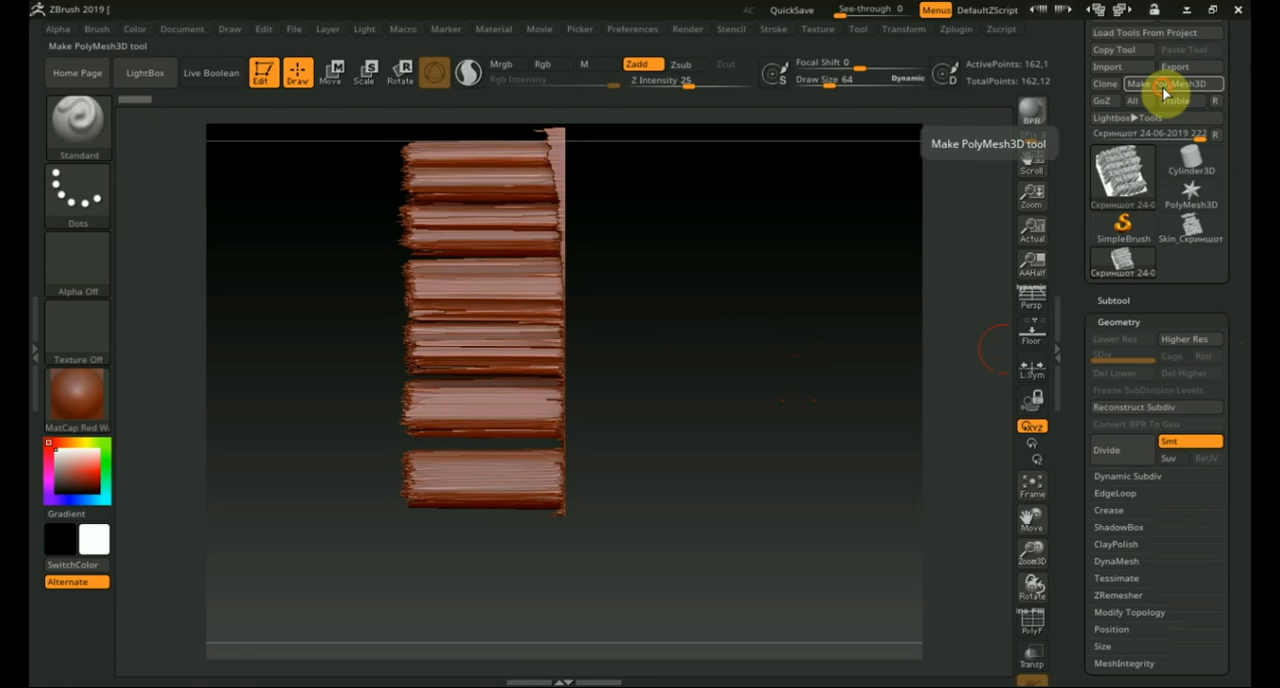 ZBrush 2019 [
AC QuickSave See-through 0 Menus DefaultZScript
Alpha Brush Color Document Draw Edit File Layer Light Macro Marker Material Movie Picker Preferences Render Stencil Stroke Texture Tool Transform Zplugin Zscript
Make PolyMesh3D tool
Home Page LightBox Live Boolean Edit Draw Move Scale Rotate
Mrgb Rgb M Zadd Zsub Zcut
Rgb Intensity Z Intensity 25
Focal Shift 0
Draw Size 64 Dynamic
ActivePoints: 162,1
TotalPoints: 162,12
Standard
Dots
Alpha Off
Texture Off
MatCap Red W
Gradient
SwitchColor
Alternate
BPR
SPix 3
Scroll
Zoom
Actual
AAHalf
Dynamic
Persp
Floor
L.Sym
XYZ
Frame
Move
Zoom3D
Rotate
Line Fill
PolyF
Transp
Make PolyMesh3D tool
Load Tools From Project
Copy Tool Paste Tool
Import Export
Clone Make PolyMesh3D
GoZ All Visible R
Lightbox▶Tools
Скриншот 24-06-2019 222 R
Скриншот 24-0
Cylinder3D
PolyMesh3D
SimpleBrush Skin_Скриншот
Скриншот 24-0
Subtool
Geometry
Lower Res Higher Res
SDiv Cage Rstr
Del Lower Del Higher
Freeze SubDivision Levels
Reconstruct Subdiv
Convert BPR To Geo
Divide Smt
Suv ReUV
Dynamic Subdiv
EdgeLoop
Crease
ShadowBox
ClayPolish
DynaMesh
Tessimate
ZRemesher
Modify Topology
Position
Size
MeshIntegrity